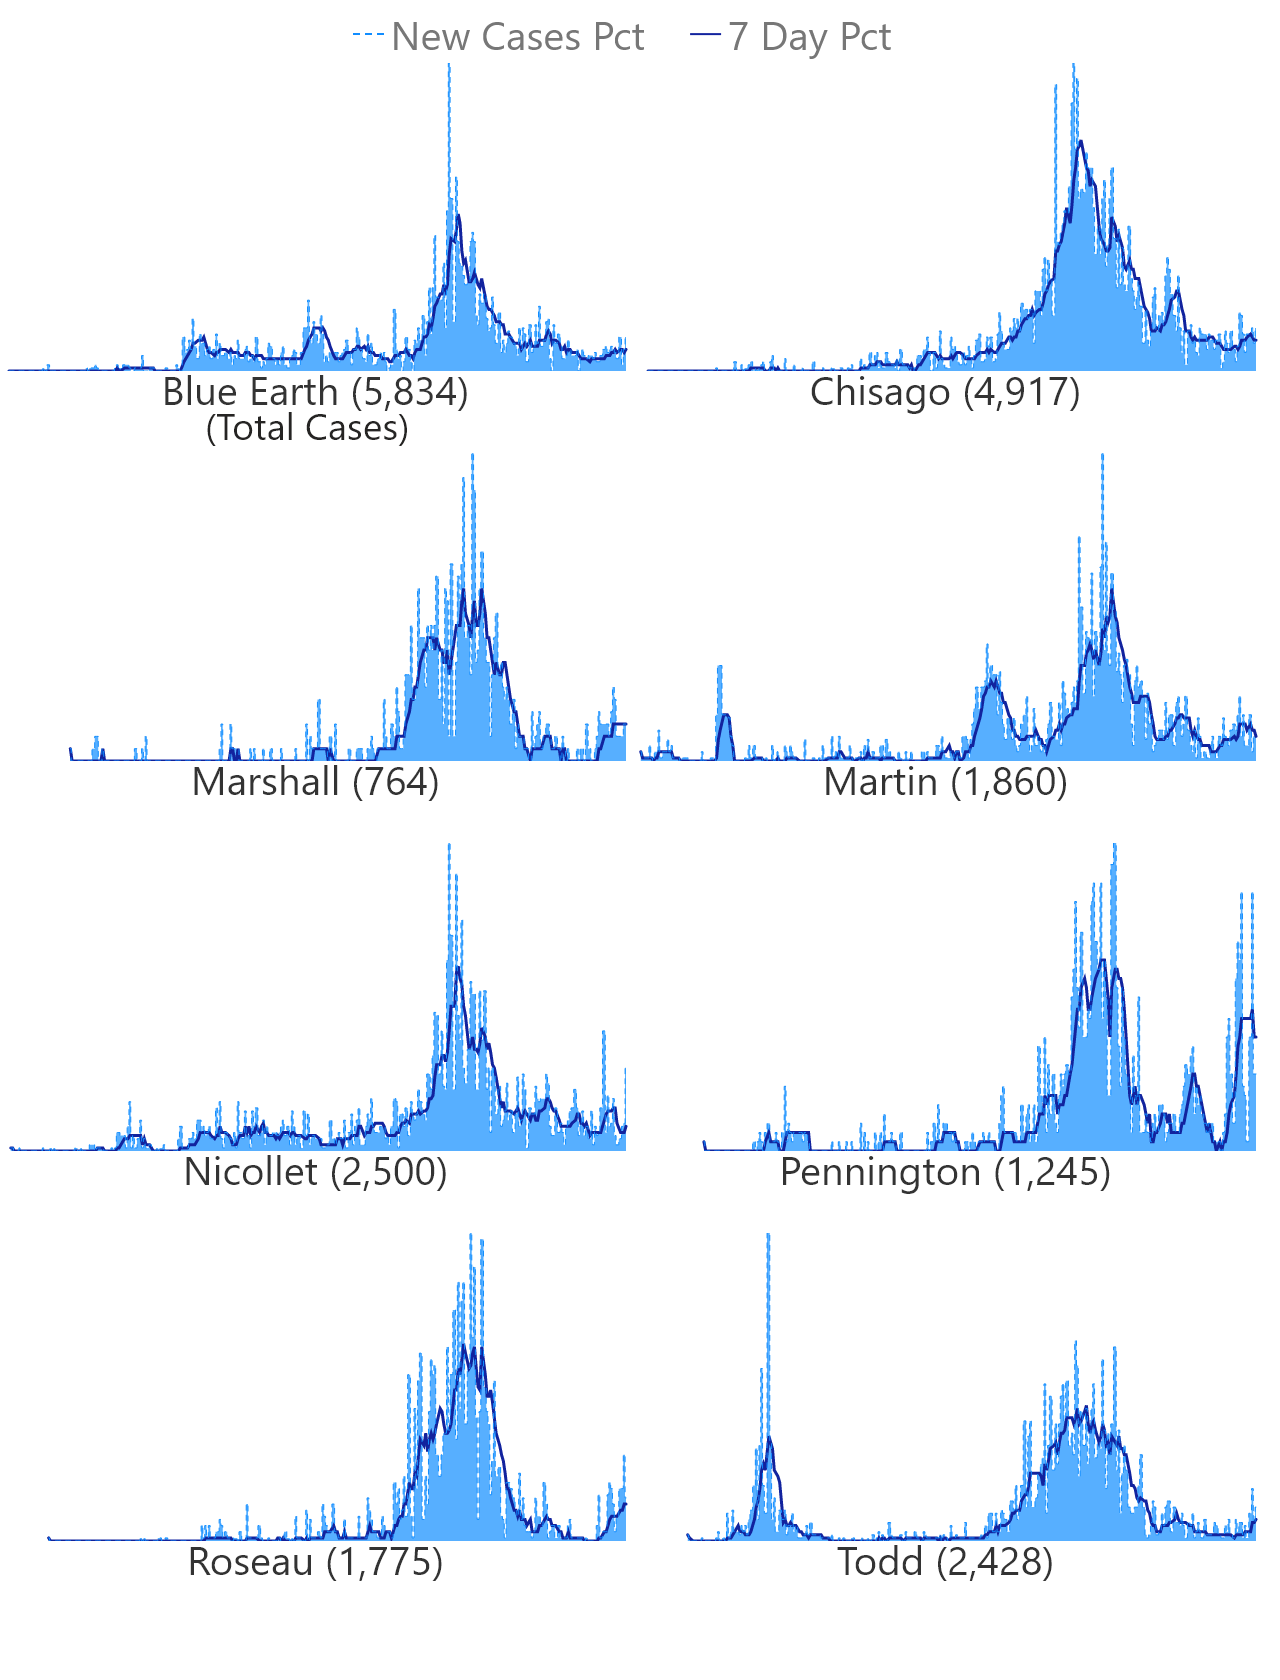 New Cases Pct 7 Day Pct
Blue Earth (5,834) Chisago (4,917)
(Total Cases)
Marshall (764) Martin (1,860)
Nicollet (2,500) Pennington (1,245)
Roseau (1,775) Todd (2,428)